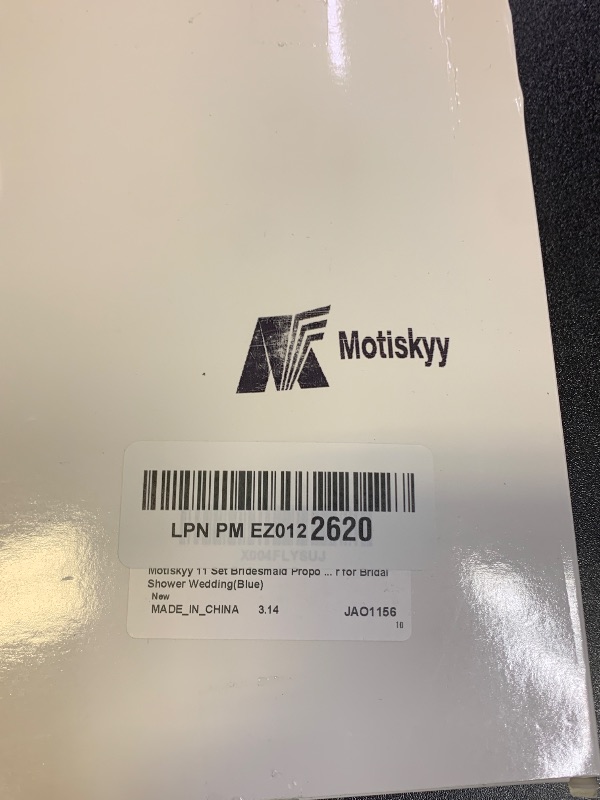 Motiskyy
LPN PM EZ012 2620
X004FLY6UJ
Motiskyy 11 Set Bridesmaid Propo ... r for Bridal
Shower Wedding(Blue)
New
MADE_IN_CHINA 3.14 JAO1156